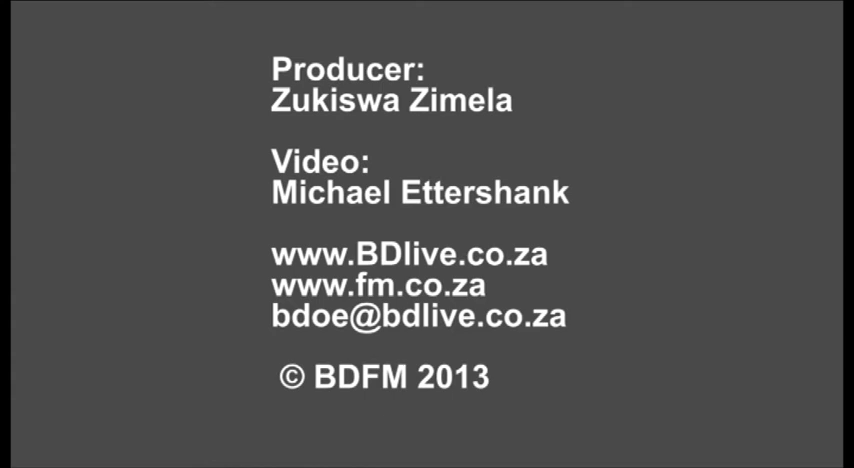 Producer:
Zukiswa Zimela
Video:
Michael Ettershank
www.BDlive.co.za
www.fm.co.za
bdoe@bdlive.co.za
© BDFM 2013